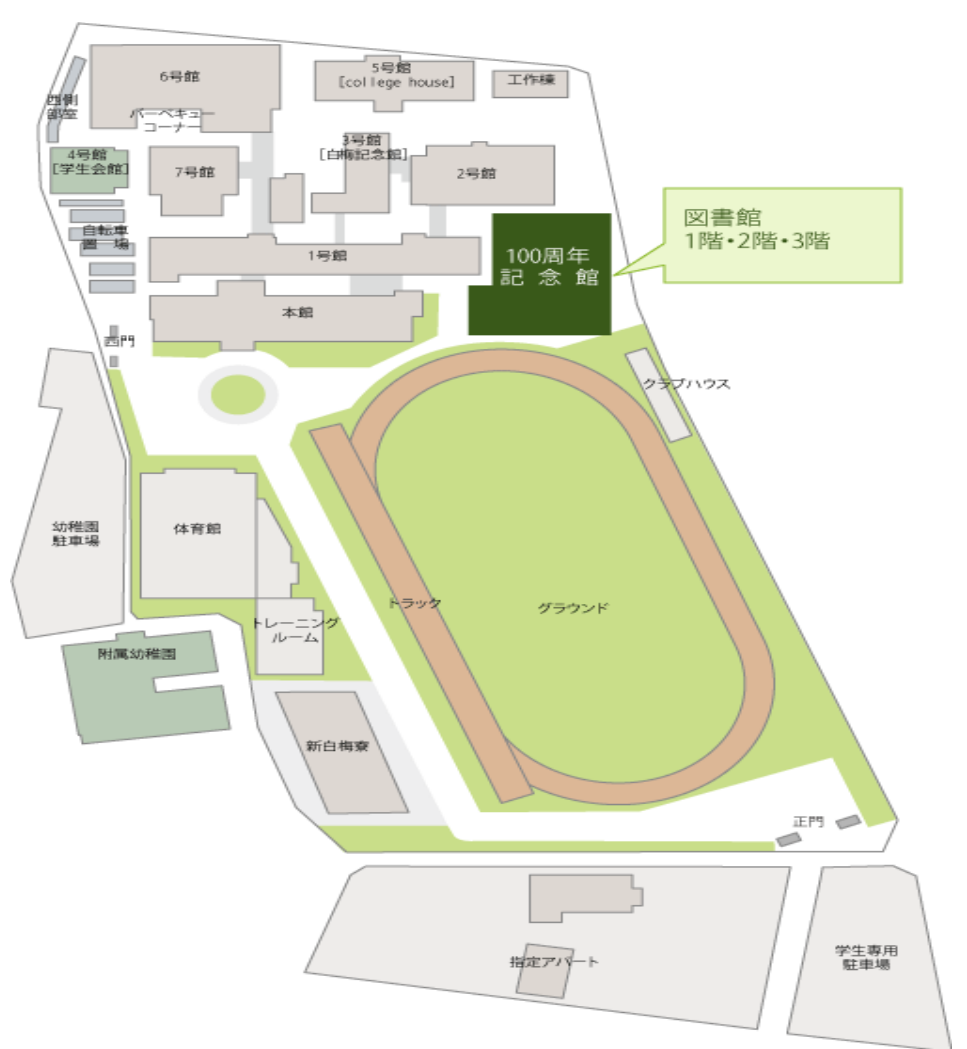 6号館
5号館
[college house]
工作棟
西側
部室
バーベキュー
コーナー
3号館
[白梅記念館]
4号館
[学生会館]
7号館
2号館
図書館
1階・2階・3階
自転車
置 場
1号館
100周年
記 念 館
本館
西門
クラブハウス
幼稚園
駐車場
体育館
トラック
グラウンド
トレーニング
ルーム
附属幼稚園
新白梅寮
正門
指定アパート
学生専用
駐車場